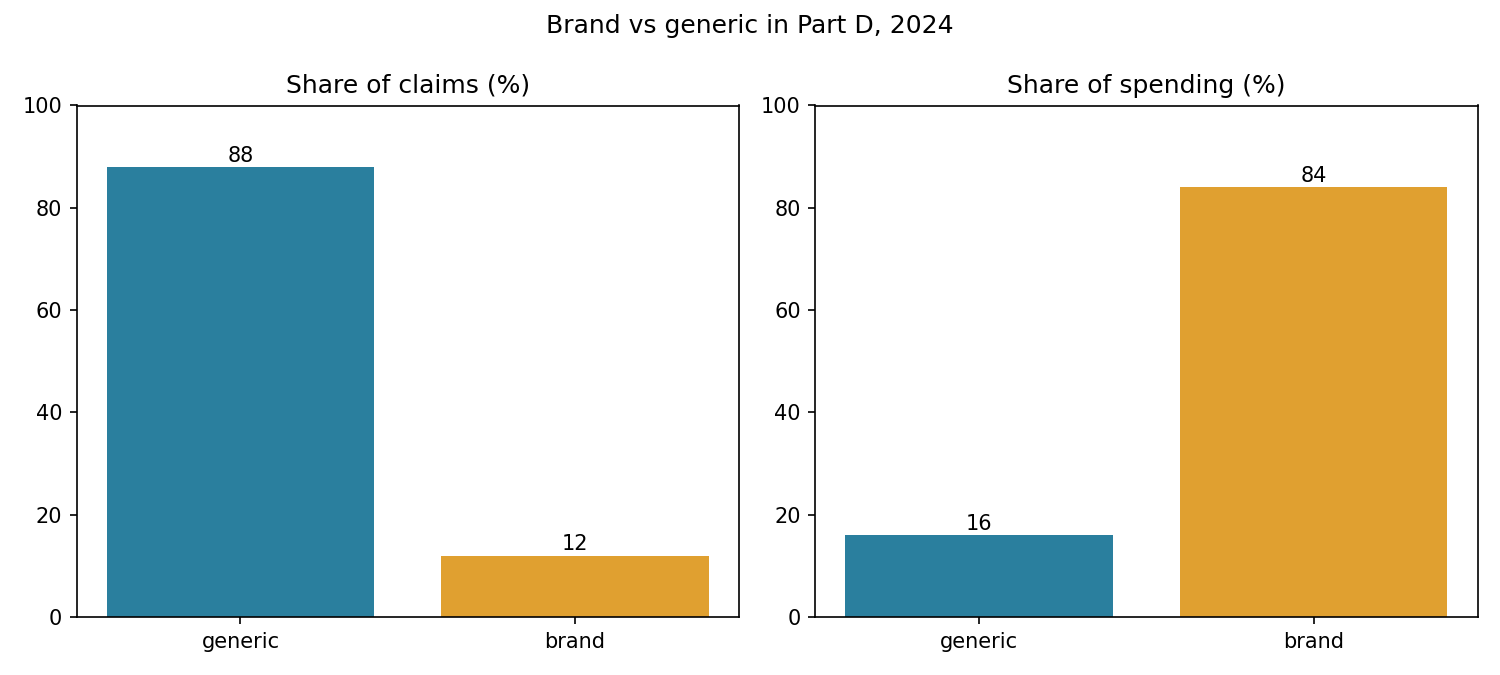 Brand vs generic in Part D, 2024
Share of claims (%)
100
80
60
40
20
0
88
12
generic
brand
Share of spending (%)
100
80
60
40
20
0
16
84
generic
brand